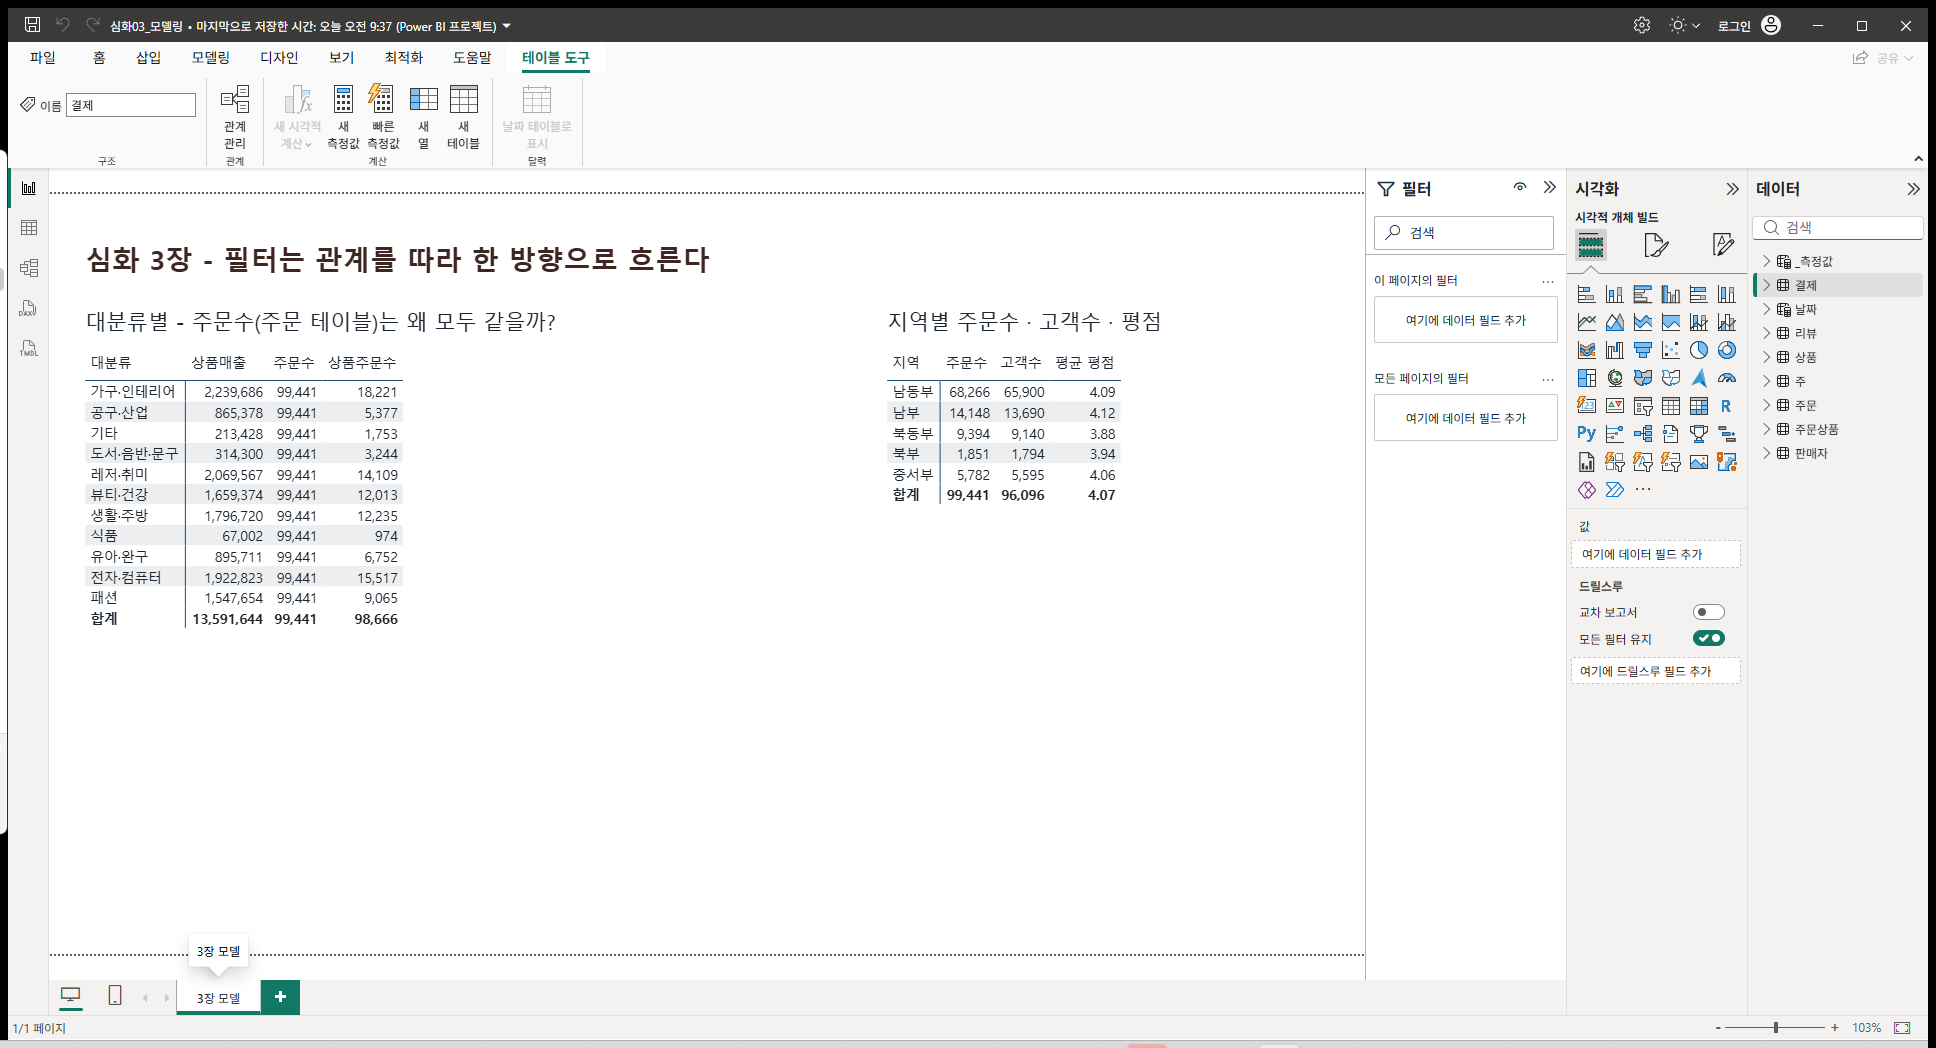 심화03_모델링 • 마지막으로 저장한 시간: 오늘 오전 9:37 (Power BI 프로젝트)
로그인
파일 홈 삽입 모델링 디자인 보기 최적화 도움말 테이블 도구
공유
이름 결제
구조
관계 관리
관계
새 시각적 계산
새 측정값
빠른 측정값
새 열
새 테이블
계산
날짜 테이블로 표시
달력
심화 3장 - 필터는 관계를 따라 한 방향으로 흐른다
대분류별 - 주문수(주문 테이블)는 왜 모두 같을까?
대분류 상품매출 주문수 상품주문수
가구·인테리어 2,239,686 99,441 18,221
공구·산업 865,378 99,441 5,377
기타 213,428 99,441 1,753
도서·음반·문구 314,300 99,441 3,244
레저·취미 2,069,567 99,441 14,109
뷰티·건강 1,659,374 99,441 12,013
생활·주방 1,796,720 99,441 12,235
식품 67,002 99,441 974
유아·완구 895,711 99,441 6,752
전자·컴퓨터 1,922,823 99,441 15,517
패션 1,547,654 99,441 9,065
합계 13,591,644 99,441 98,666
지역별 주문수 · 고객수 · 평점
지역 주문수 고객수 평균 평점
남동부 68,266 65,900 4.09
남부 14,148 13,690 4.12
북동부 9,394 9,140 3.88
북부 1,851 1,794 3.94
중서부 5,782 5,595 4.06
합계 99,441 96,096 4.07
필터
검색
이 페이지의 필터 ...
여기에 데이터 필드 추가
모든 페이지의 필터 ...
여기에 데이터 필드 추가
시각화
시각적 개체 빌드
123
R
Py
...
값
여기에 데이터 필드 추가
드릴스루
교차 보고서
모든 필터 유지
여기에 드릴스루 필드 추가
데이터
검색
_측정값
결제
날짜
리뷰
상품
주
주문
주문상품
판매자
DAX
TMDL
3장 모델
3장 모델
+
1/1 페이지
- + 103%